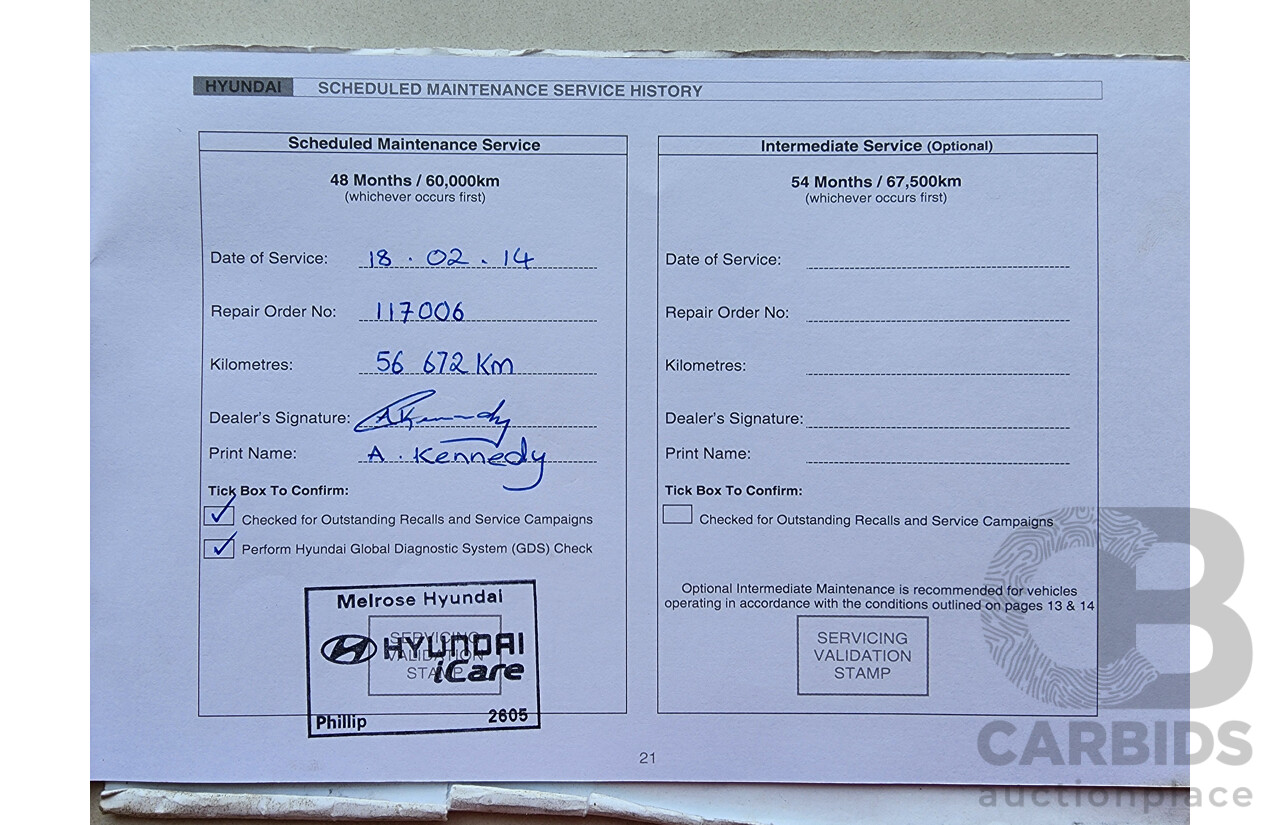 HYUNDAI SCHEDULED MAINTENANCE SERVICE HISTORY
Scheduled Maintenance Service
48 Months / 60,000km
(whichever occurs first)
Date of Service: 18 . 02 . 14
Repair Order No: 117006
Kilometres: 56 672 Km
Dealer's Signature: AKennedy
Print Name: A . Kennedy
Tick Box To Confirm:
Checked for Outstanding Recalls and Service Campaigns
Perform Hyundai Global Diagnostic System (GDS) Check
Melrose Hyundai
SERVICING
VALIDATION
STAMP
HYUNDAI
iCare
Phillip 2605
Intermediate Service (Optional)
54 Months / 67,500km
(whichever occurs first)
Date of Service:
Repair Order No:
Kilometres:
Dealer's Signature:
Print Name:
Tick Box To Confirm:
Checked for Outstanding Recalls and Service Campaigns
Optional Intermediate Maintenance is recommended for vehicles
operating in accordance with the conditions outlined on pages 13 & 14
SERVICING
VALIDATION
STAMP
21
CB
CARBIDS
auctionplace